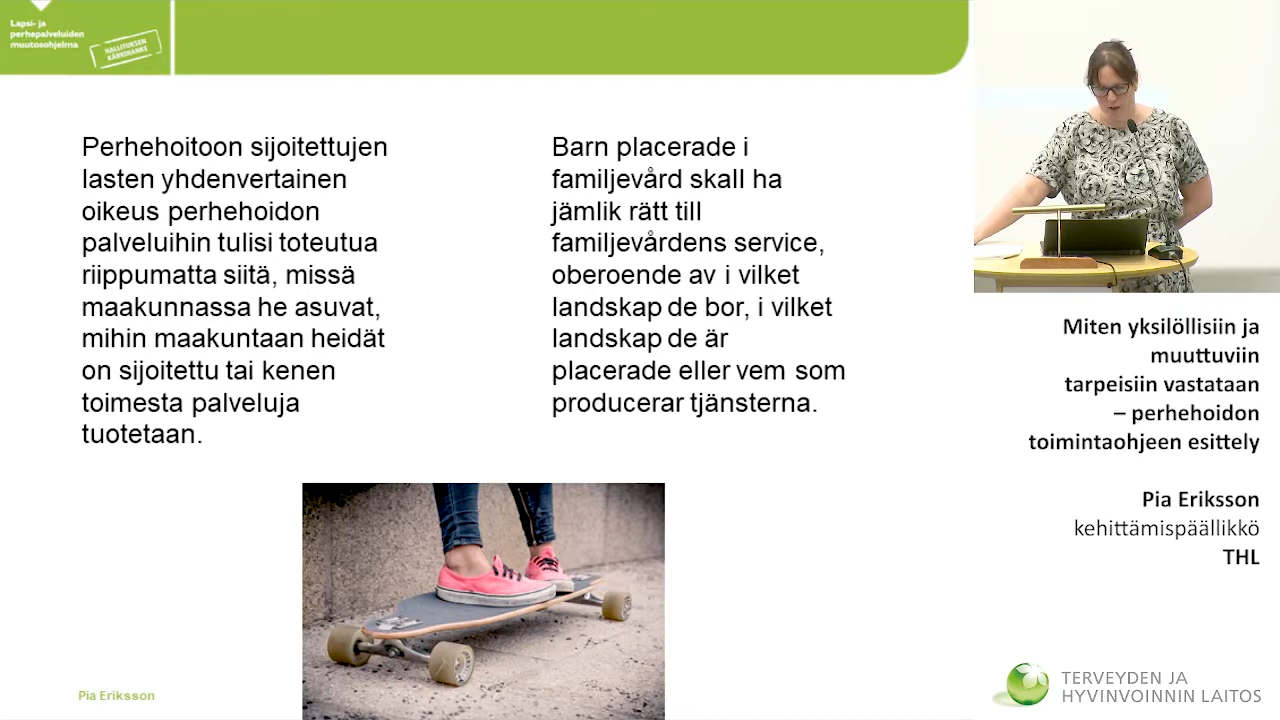 Lapsi- ja
perhepalveluiden
muutosohjelma
HALLITUKSEN
KÄRKIHANKE
Perhehoitoon sijoitettujen
lasten yhdenvertainen
oikeus perhehoidon
palveluihin tulisi toteutua
riippumatta siitä, missä
maakunnassa he asuvat,
mihin maakuntaan heidät
on sijoitettu tai kenen
toimesta palveluja
tuotetaan.
Barn placerade i
familjevård skall ha
jämlik rätt till
familjevårdens service,
oberoende av i vilket
landskap de bor, i vilket
landskap de är
placerade eller vem som
producerar tjänsterna.
Pia Eriksson
Miten yksilöllisiin ja
muuttuviin
tarpeisiin vastataan
– perhehoidon
toimintaohjeen esittely
Pia Eriksson
kehittämispäällikkö
THL
TERVEYDEN JA
HYVINVOINNIN LAITOS